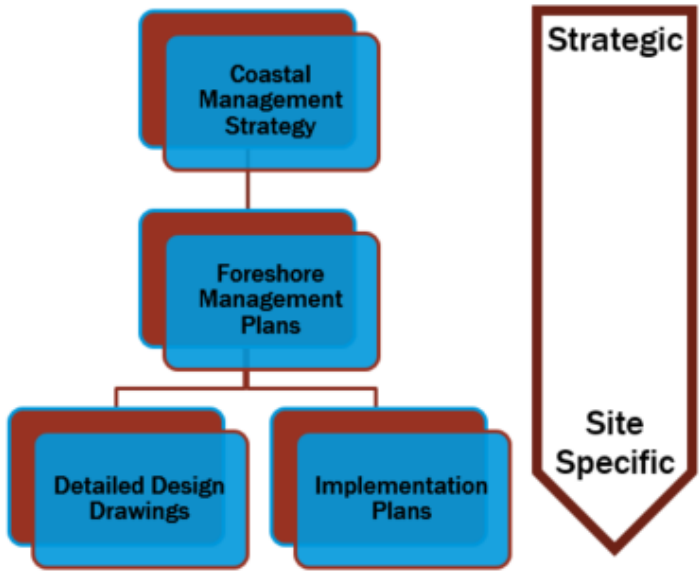 Coastal
Management
Strategy
Strategic
Foreshore
Management
Plans
Detailed Design
Drawings
Implementation
Plans
Site
Specific